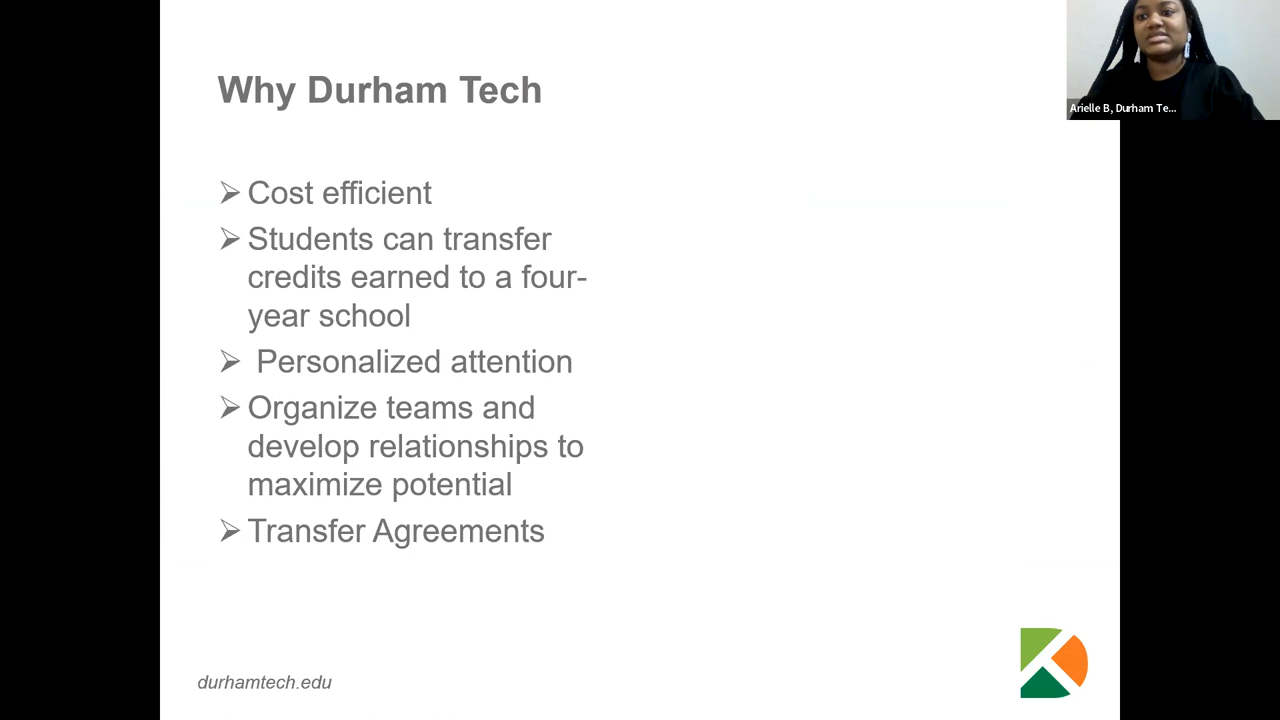 Why Durham Tech
Arielle B, Durham Te...
Cost efficient
Students can transfer
credits earned to a four-
year school
Personalized attention
Organize teams and
develop relationships to
maximize potential
Transfer Agreements
durhamtech.edu